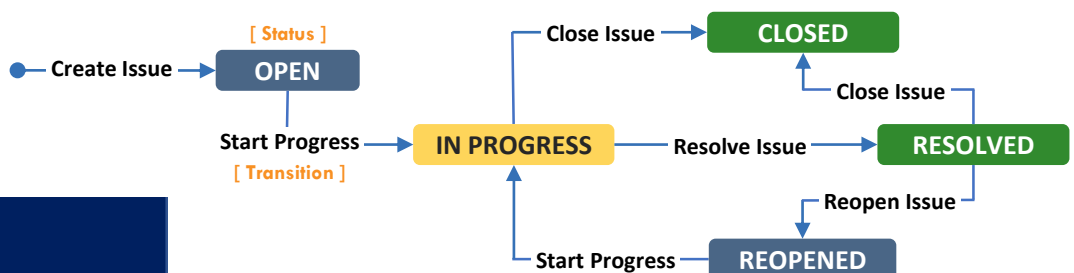 [ Status ]
Close Issue
CLOSED
Create Issue
OPEN
Close Issue
Start Progress
IN PROGRESS
Resolve Issue
RESOLVED
[ Transition ]
Reopen Issue
Start Progress
REOPENED